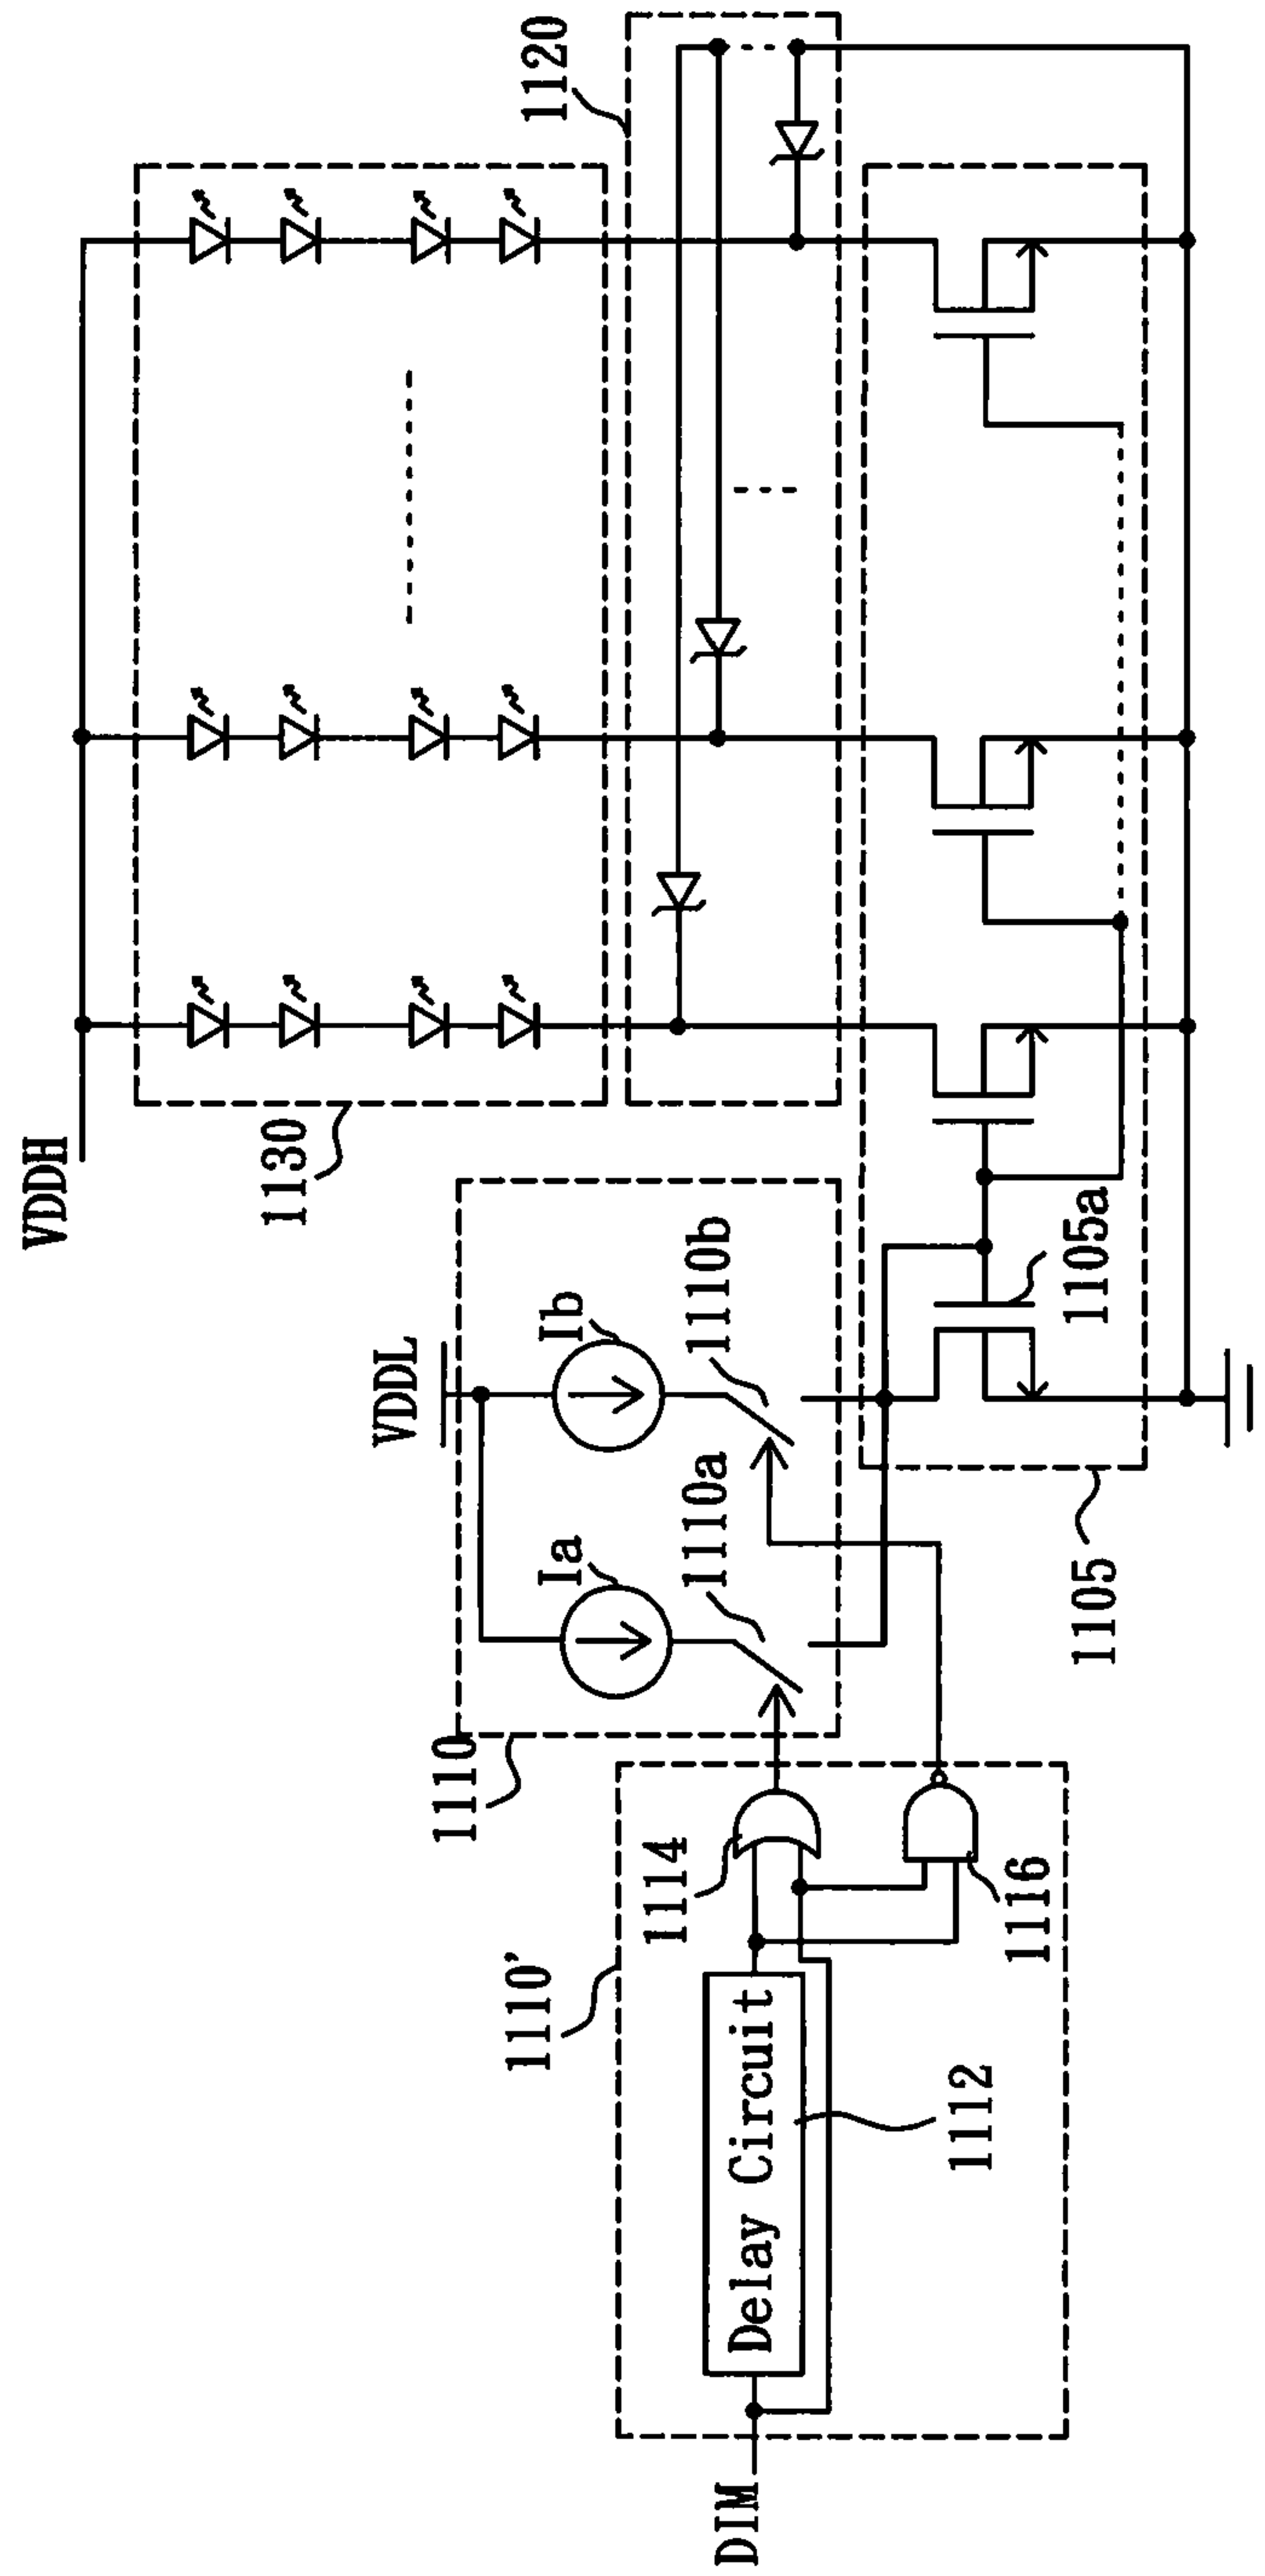 VDDH
1130
1120
VDDL
Ia
Ib
1110
1110a
1110b
1110'
1114
Delay Circuit
DIM
1112
1116
1105
1105a